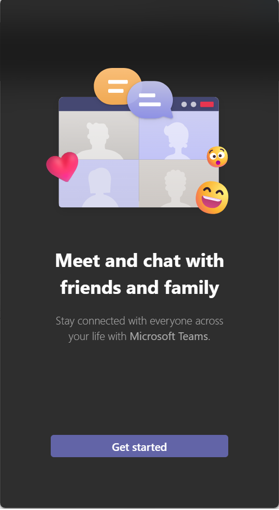 Meet and chat with
friends and family
Stay connected with everyone across
your life with Microsoft Teams.
Get started